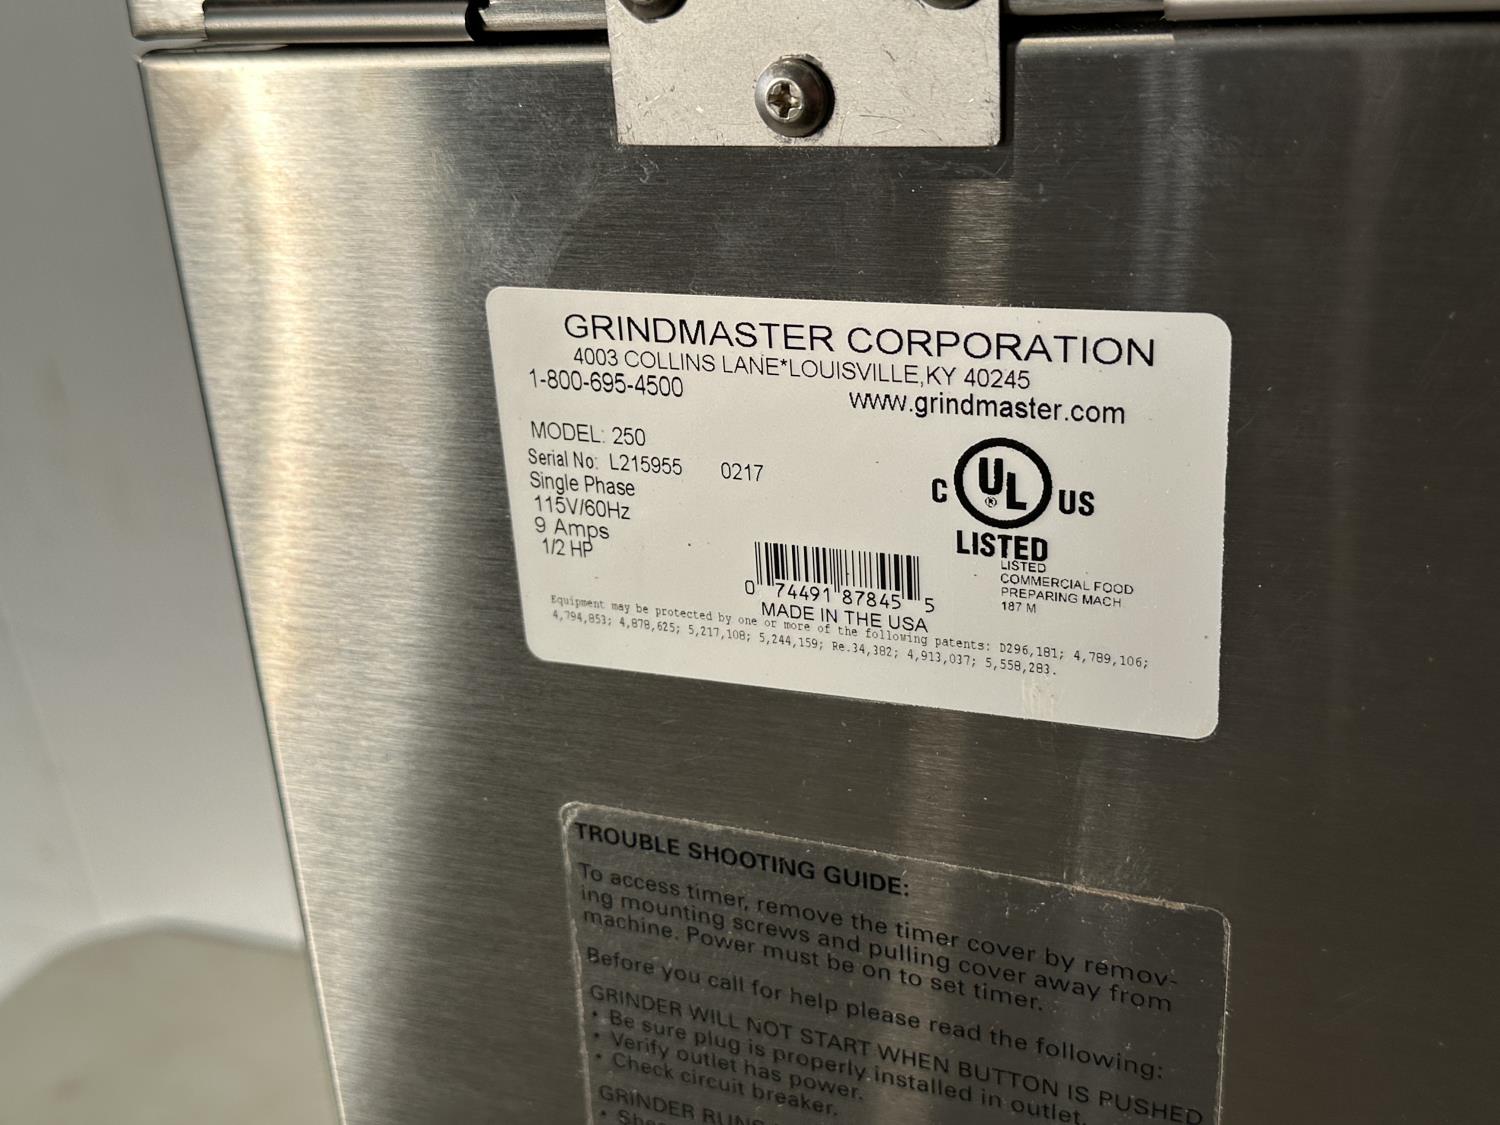 GRINDMASTER CORPORATION
4003 COLLINS LANE*LOUISVILLE,KY 40245
1-800-695-4500
www.grindmaster.com
MODEL: 250
Serial No: L215955 0217
Single Phase
115V/60Hz
9 Amps
1/2 HP
C UL ® US
LISTED
LISTED
COMMERCIAL FOOD
PREPARING MACH
187 M
0 74491 87845 5
MADE IN THE USA
Equipment may be protected by one or more of the following patents: D296,181; 4,789,106;
4,794,853; 4,878,625; 5,217,108; 5,244,159; Re.34,382; 4,913,037; 5,558,283.
TROUBLE SHOOTING GUIDE:
To access timer, remove the timer cover by remov-
ing mounting screws and pulling cover away from
machine. Power must be on to set timer.
Before you call for help please read the following:
GRINDER WILL NOT START WHEN BUTTON IS PUSHED
• Be sure plug is properly installed in outlet.
• Verify outlet has power.
• Check circuit breaker.
GRINDER